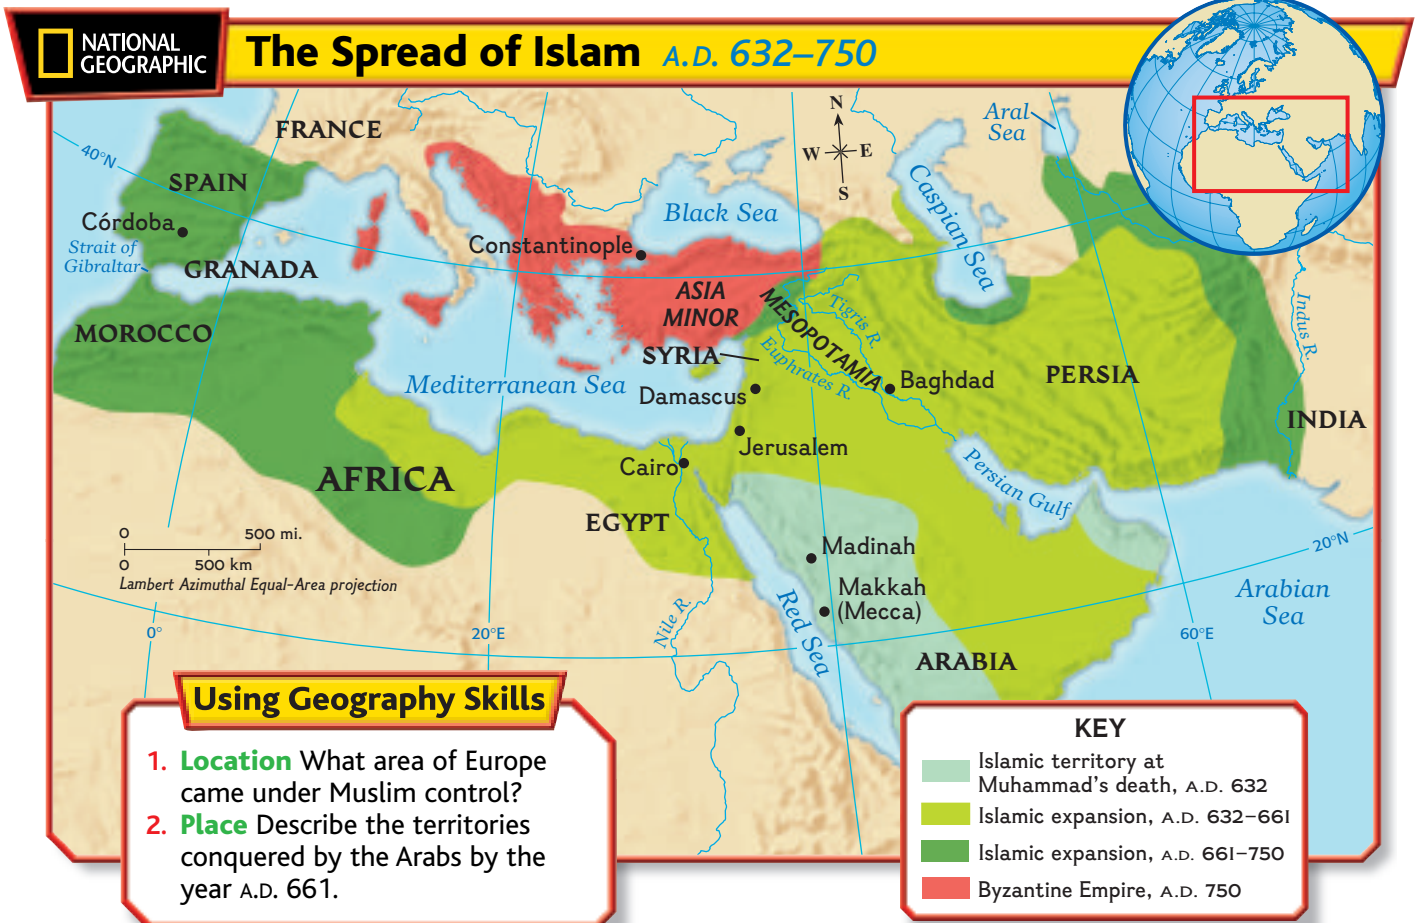 NATIONAL
GEOGRAPHIC
The Spread of Islam A.D. 632–750
40°N
FRANCE
SPAIN
Córdoba
Strait of
Gibraltar
GRANADA
MOROCCO
AFRICA
Mediterranean Sea
Constantinople
Black Sea
ASIA
MINOR
N
W E
S
Aral
Sea
Caspian Sea
MESOPOTAMIA
Tigris R.
Euphrates R.
SYRIA
Damascus
Baghdad
PERSIA
Indus R.
INDIA
Jerusalem
Cairo
EGYPT
Persian Gulf
Madinah
Makkah
(Mecca)
Red Sea
Nile R.
ARABIA
20°N
Arabian
Sea
60°E
0 500 mi.
0 500 km
Lambert Azimuthal Equal-Area projection
0°
20°E
Using Geography Skills
1. Location What area of Europe
came under Muslim control?
2. Place Describe the territories
conquered by the Arabs by the
year A.D. 661.
KEY
Islamic territory at
Muhammad's death, A.D. 632
Islamic expansion, A.D. 632–661
Islamic expansion, A.D. 661–750
Byzantine Empire, A.D. 750